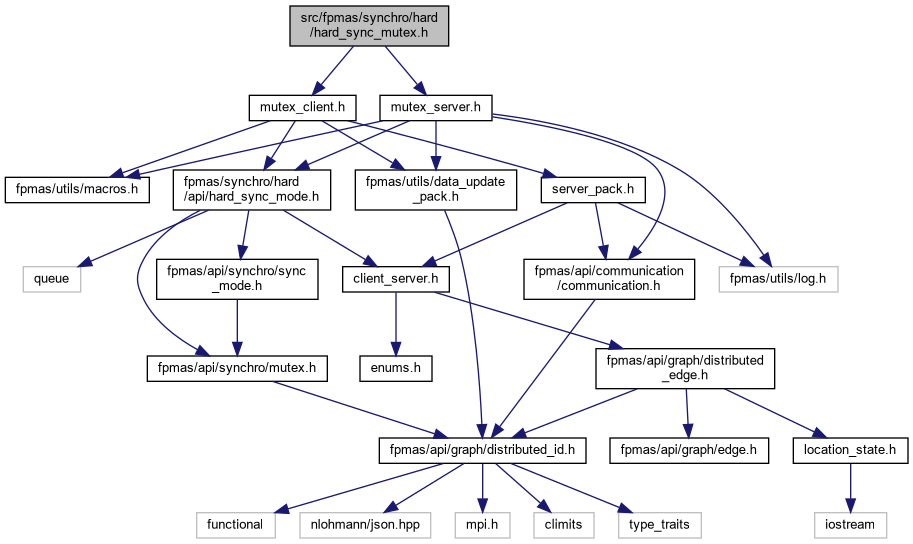 src/fpmas/synchro/hard
/hard_sync_mutex.h
mutex_client.h
mutex_server.h
fpmas/utils/macros.h
fpmas/synchro/hard
/api/hard_sync_mode.h
fpmas/utils/data_update
_pack.h
server_pack.h
queue
fpmas/api/synchro/sync
_mode.h
client_server.h
fpmas/api/communication
/communication.h
fpmas/utils/log.h
fpmas/api/synchro/mutex.h
enums.h
fpmas/api/graph/distributed
_edge.h
fpmas/api/graph/distributed_id.h
fpmas/api/graph/edge.h
location_state.h
functional
nlohmann/json.hpp
mpi.h
climits
type_traits
iostream